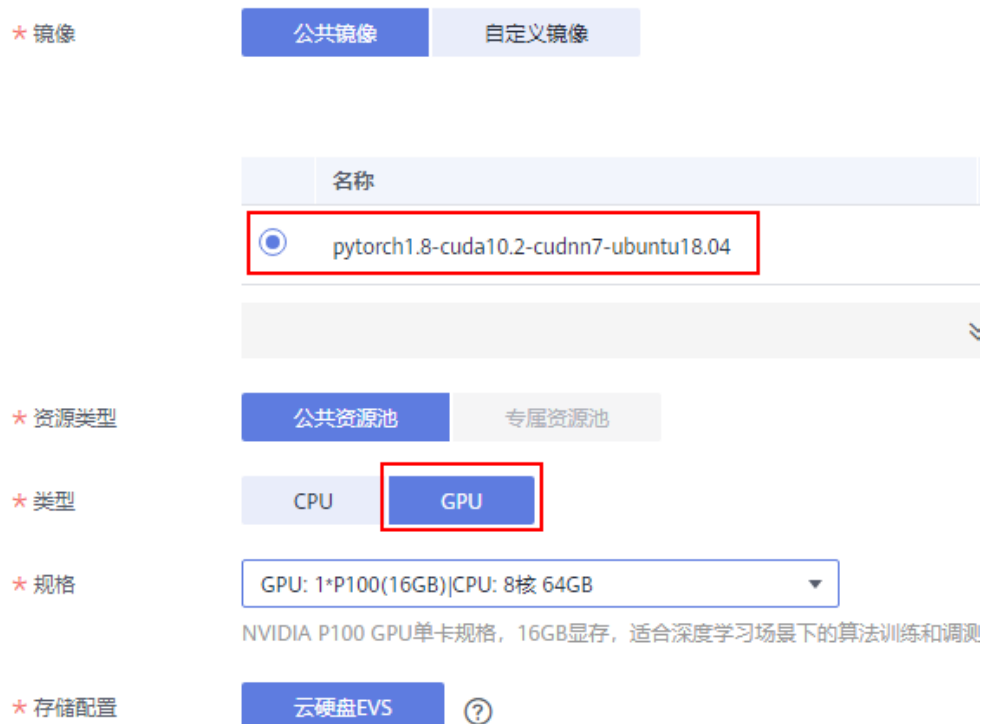 * 镜像 公共镜像 自定义镜像
名称
pytorch1.8-cuda10.2-cudnn7-ubuntu18.04
* 资源类型 公共资源池 专属资源池
* 类型 CPU GPU
* 规格 GPU: 1*P100(16GB)|CPU: 8核 64GB
NVIDIA P100 GPU单卡规格，16GB显存，适合深度学习场景下的算法训练和调测
* 存储配置 云硬盘EVS ?